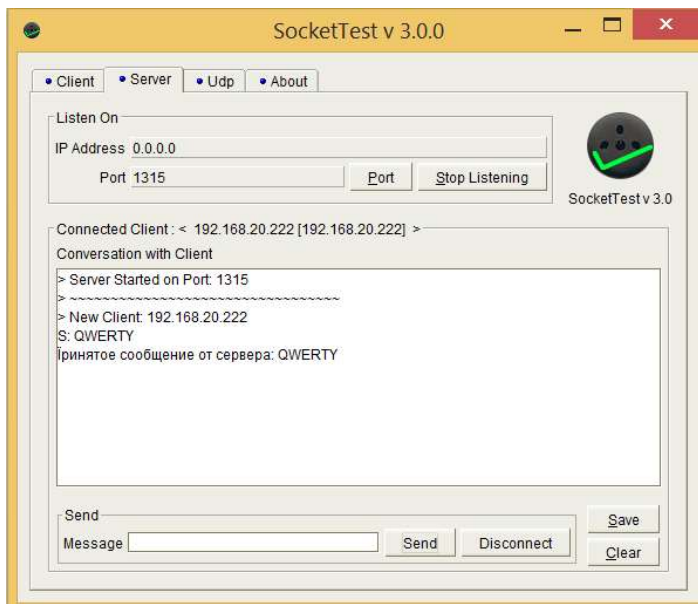 SocketTest v 3.0.0
Client
Server
Udp
About
Listen On
IP Address 0.0.0.0
Port 1315 Port Stop Listening
SocketTest v 3.0
Connected Client : < 192.168.20.222 [192.168.20.222] >
Conversation with Client
> Server Started on Port: 1315
> ~~~~~~~~~~~~~~~~~~~~~~~~~~~~~~~~~
> New Client: 192.168.20.222
S: QWERTY
Їринятое сообщение от сервера: QWERTY
Send
Message Send Disconnect
Save
Clear